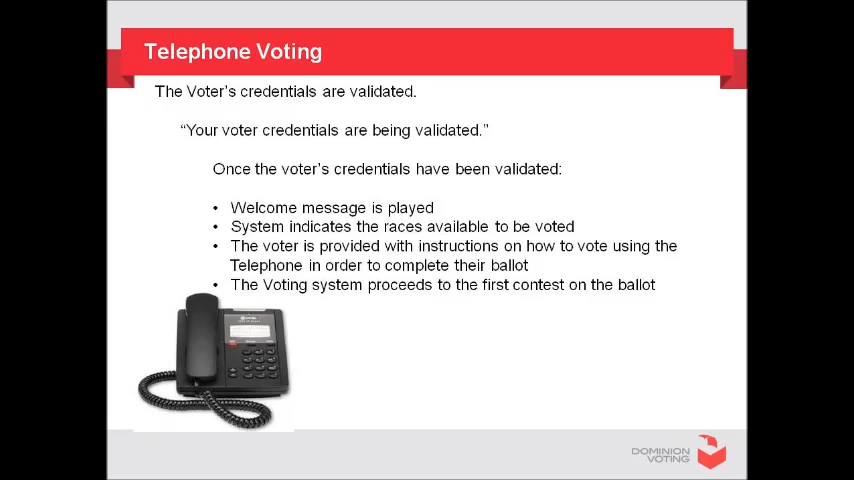 Telephone Voting
The Voter's credentials are validated.
“Your voter credentials are being validated.”
Once the voter's credentials have been validated:
• Welcome message is played
• System indicates the races available to be voted
• The voter is provided with instructions on how to vote using the
Telephone in order to complete their ballot
• The Voting system proceeds to the first contest on the ballot
DOMINION
VOTING